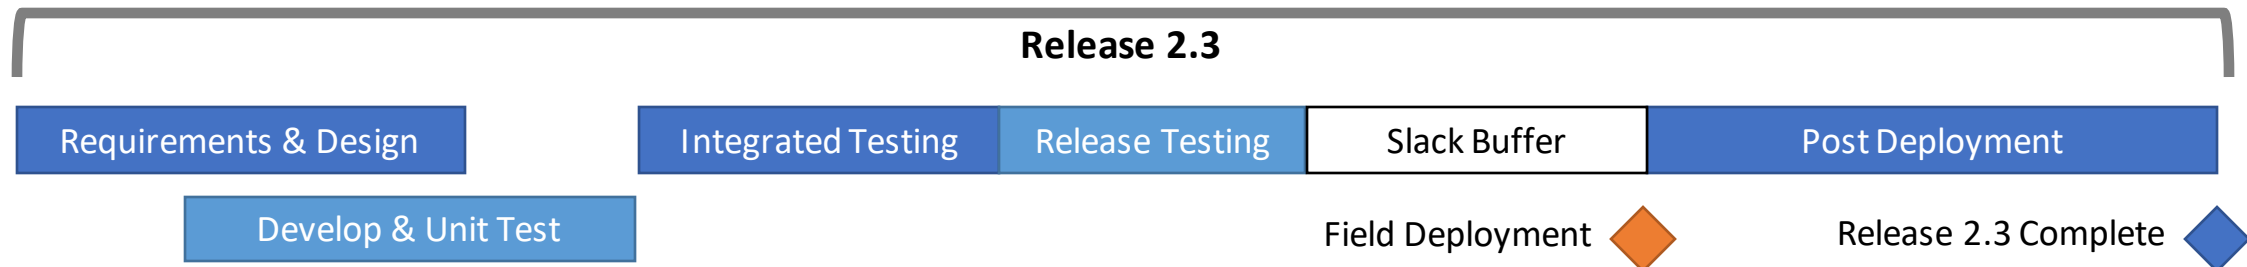 Release 2.3
Requirements & Design
Integrated Testing
Release Testing
Slack Buffer
Post Deployment
Develop & Unit Test
Field Deployment
Release 2.3 Complete